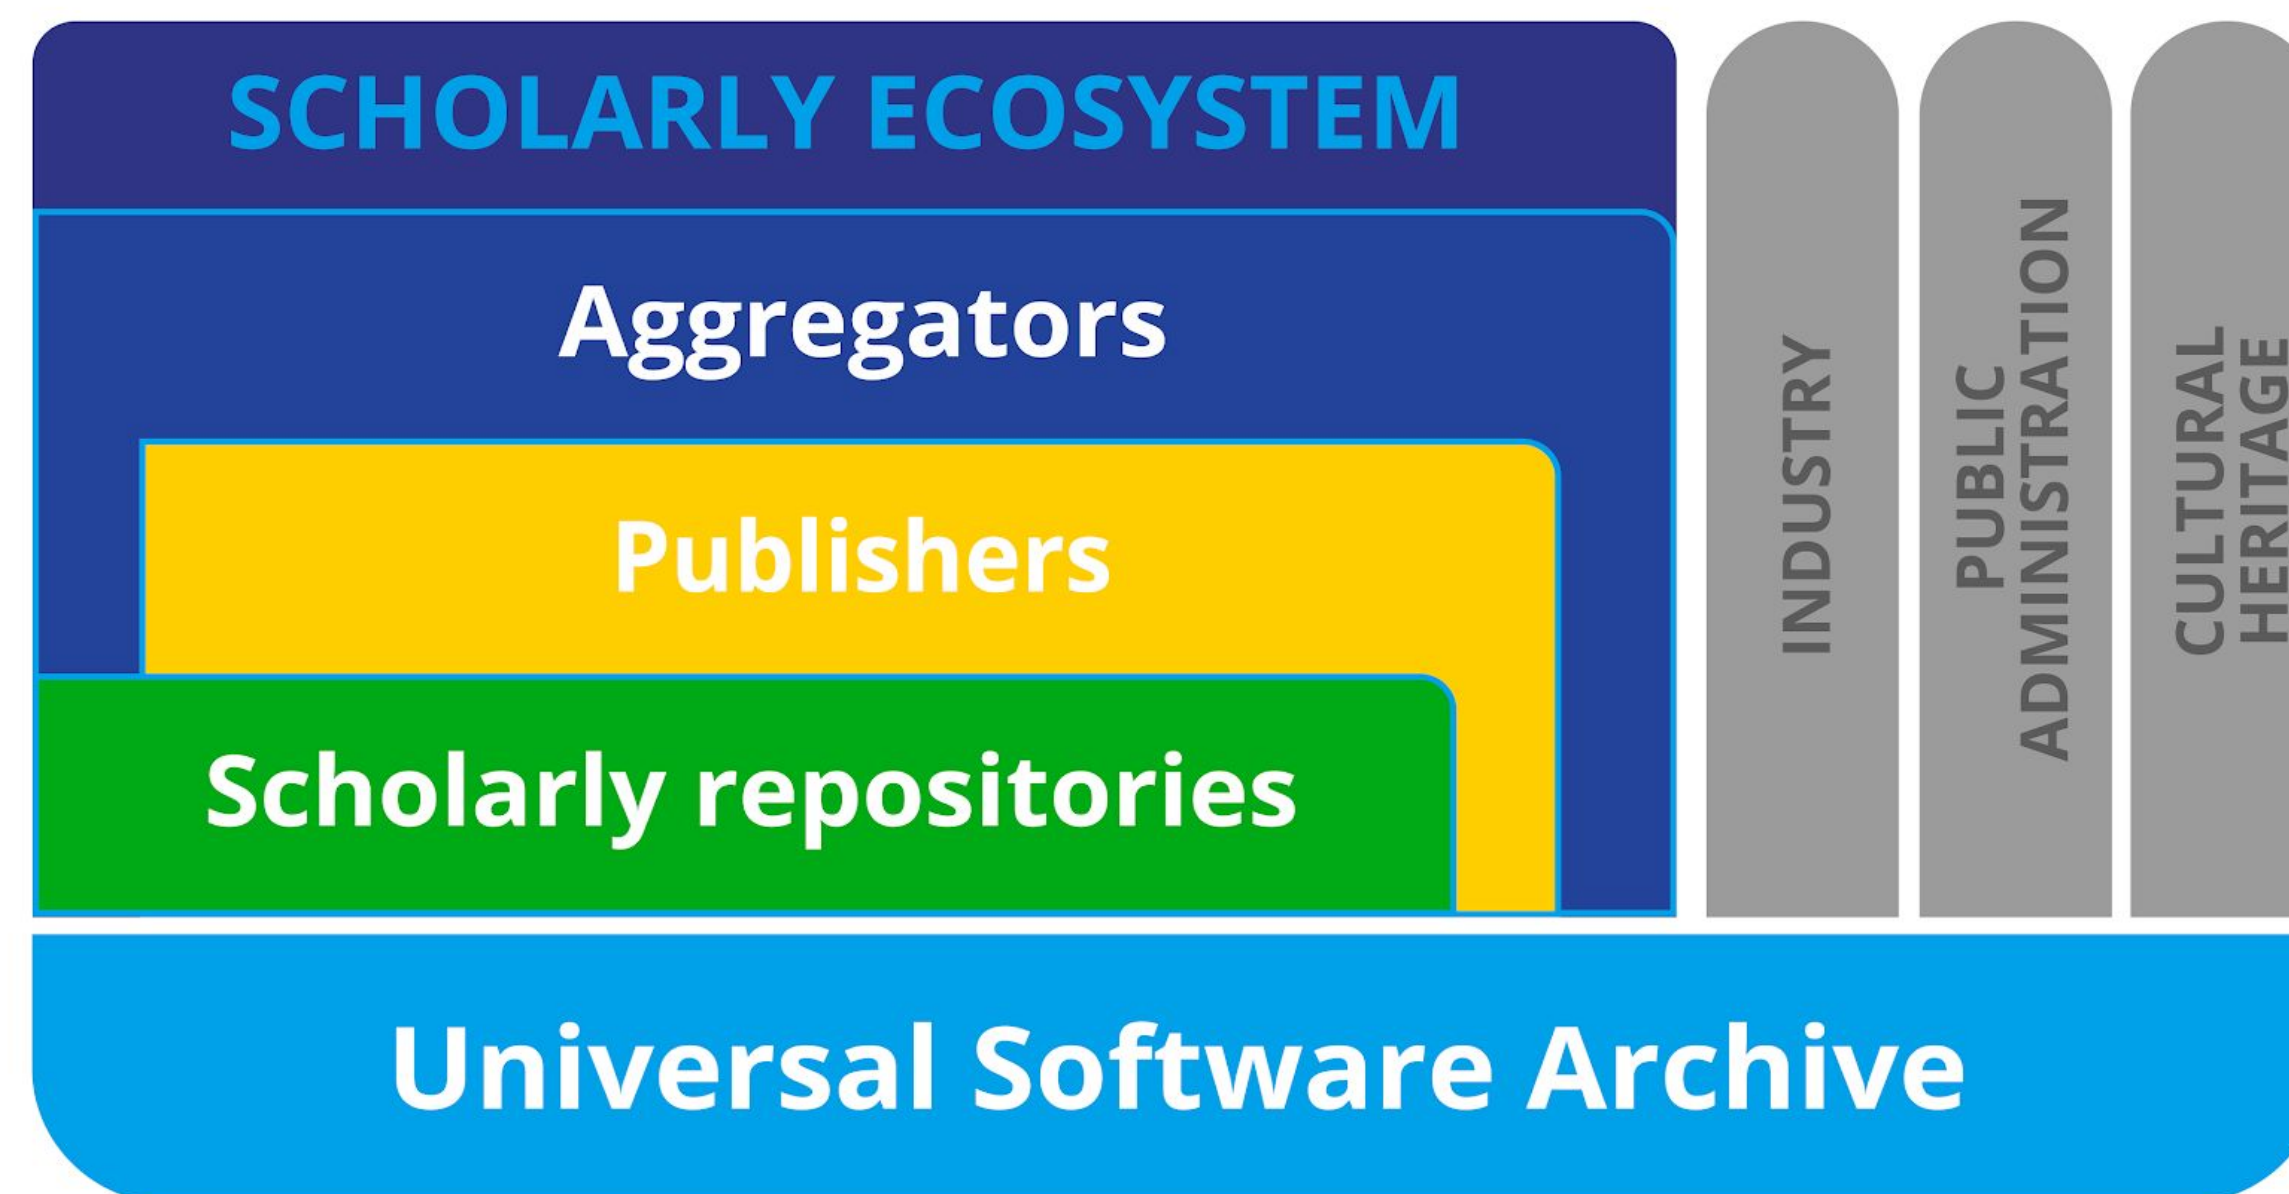 SCHOLARLY ECOSYSTEM
Aggregators
Publishers
Scholarly repositories
INDUSTRY
PUBLIC
ADMINISTRATION
CULTURAL
HERITAGE
Universal Software Archive